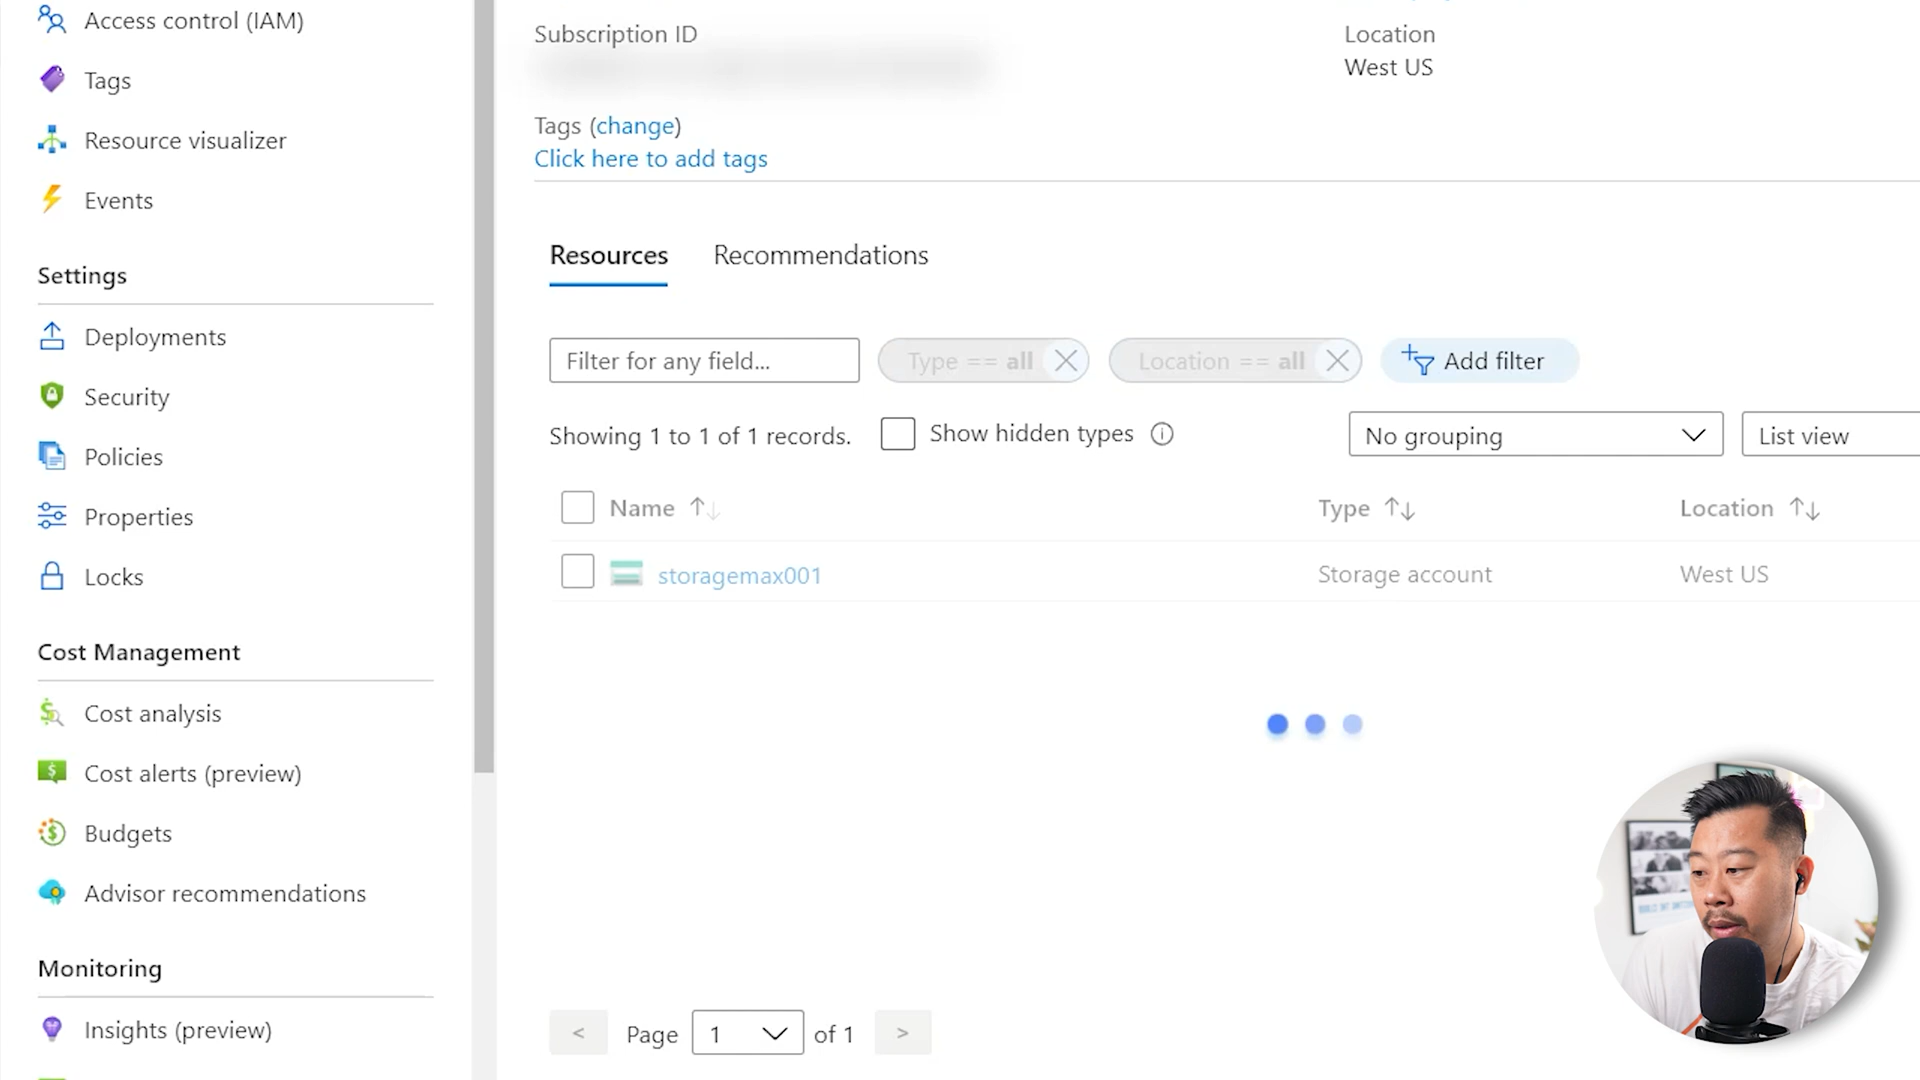 Access control (IAM)
Tags
Resource visualizer
Events
Settings
Deployments
Security
Policies
Properties
Locks
Cost Management
Cost analysis
Cost alerts (preview)
Budgets
Advisor recommendations
Monitoring
Insights (preview)
Subscription ID
Location
West US
Tags (change)
Click here to add tags
Resources Recommendations
Filter for any field... Type == all Location == all Add filter
Showing 1 to 1 of 1 records. Show hidden types No grouping List view
Name Type Location
storagemax001 Storage account West US
< Page 1 of 1 >